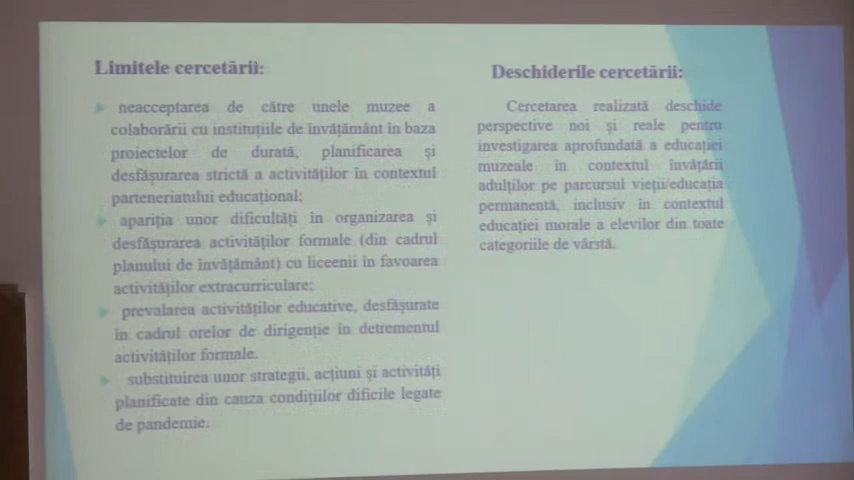 Limitele cercetării:
neacceptarea de către unele muzee a
colaborării cu instituțiile de învățământ în baza
proiectelor de durată, planificarea și
desfășurarea strictă a activităților în contextul
parteneriatului educațional;
apariția unor dificultăți în organizarea și
desfășurarea activităților formale (din cadrul
planului de învățământ) cu liceenii în favoarea
activităților extracurriculare;
prevalarea activităților educative, desfășurate
în cadrul orelor de dirigenție în detrementul
activităților formale.
substituirea unor strategii, acțiuni și activități
planificate din cauza condițiilor dificile legate
de pandemie.
Deschiderile cercetării:
Cercetarea realizată deschide
perspective noi și reale pentru
investigarea aprofundată a educației
muzeale în contextul învățării
adulților pe parcursul vieții/educația
permanentă, inclusiv în contextul
educației morale a elevilor din toate
categoriile de vârstă.